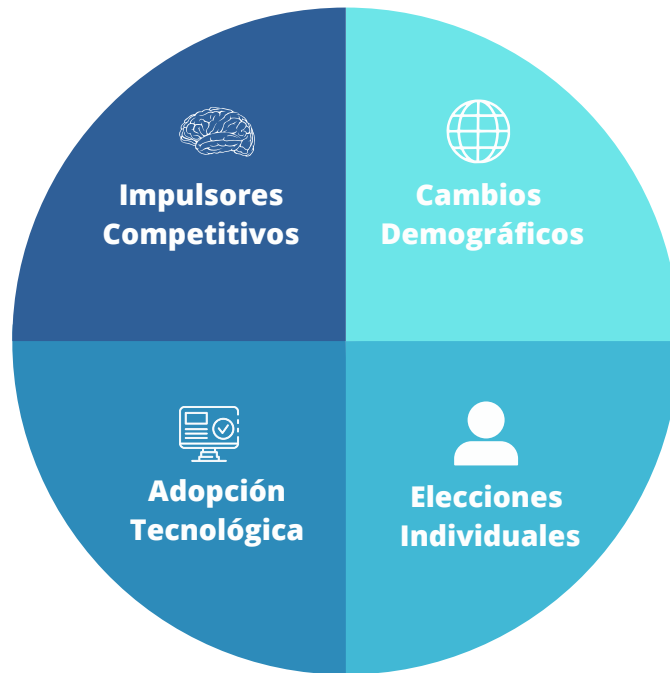 Impulsores
Competitivos
Cambios
Demográficos
Adopción
Tecnológica
Elecciones
Individuales